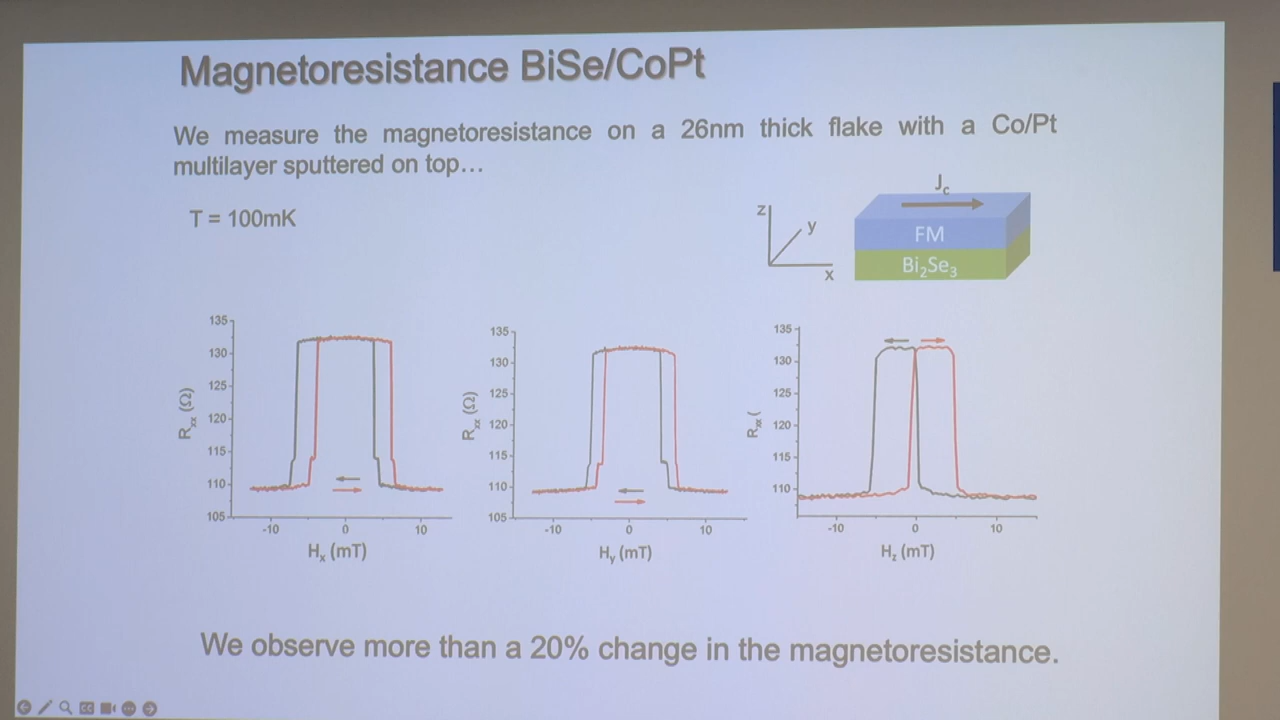 Magnetoresistance BiSe/CoPt
We measure the magnetoresistance on a 26nm thick flake with a Co/Pt
multilayer sputtered on top...
T = 100mK
Jc
z
y
x
FM
Bi2Se3
135
130
125
120
115
110
105
Rxx (Ω)
-10 0 10
Hx (mT)
135
130
125
120
115
110
105
Rxx (Ω)
-10 0 10
Hy (mT)
135
130
125
120
115
110
Rxx (
-10 0 10
Hz (mT)
We observe more than a 20% change in the magnetoresistance.